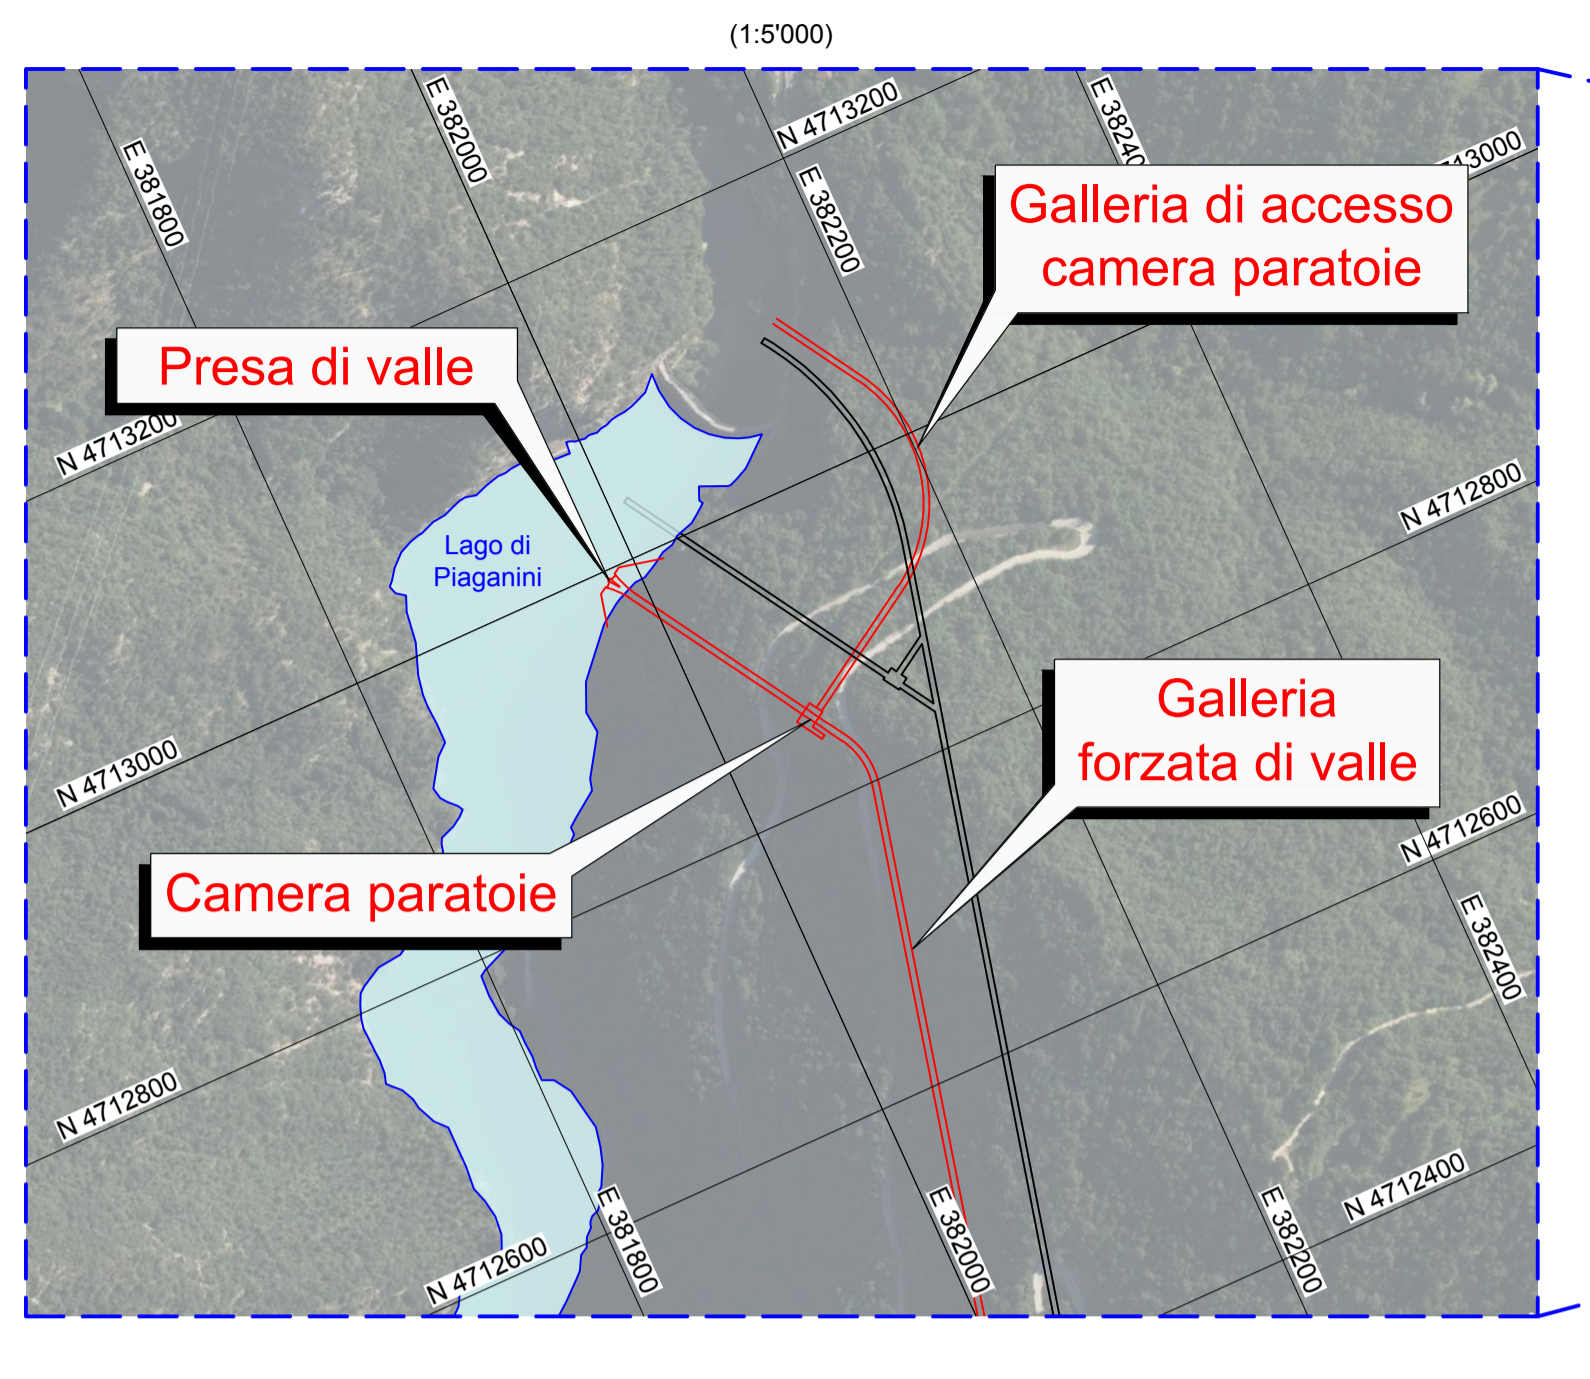 (1:5'000)
E 381800
E 382000
N 4713200
E 382200
E 38240
13000
Galleria di accesso
camera paratoie
Presa di valle
N 4713200
N 4712800
Lago di
Piaganini
Galleria
forzata di valle
N 4713000
N 4712600
Camera paratoie
E 382400
N 4712800
N 4712400
E 381800
E 382000
E 382200
N 4712600